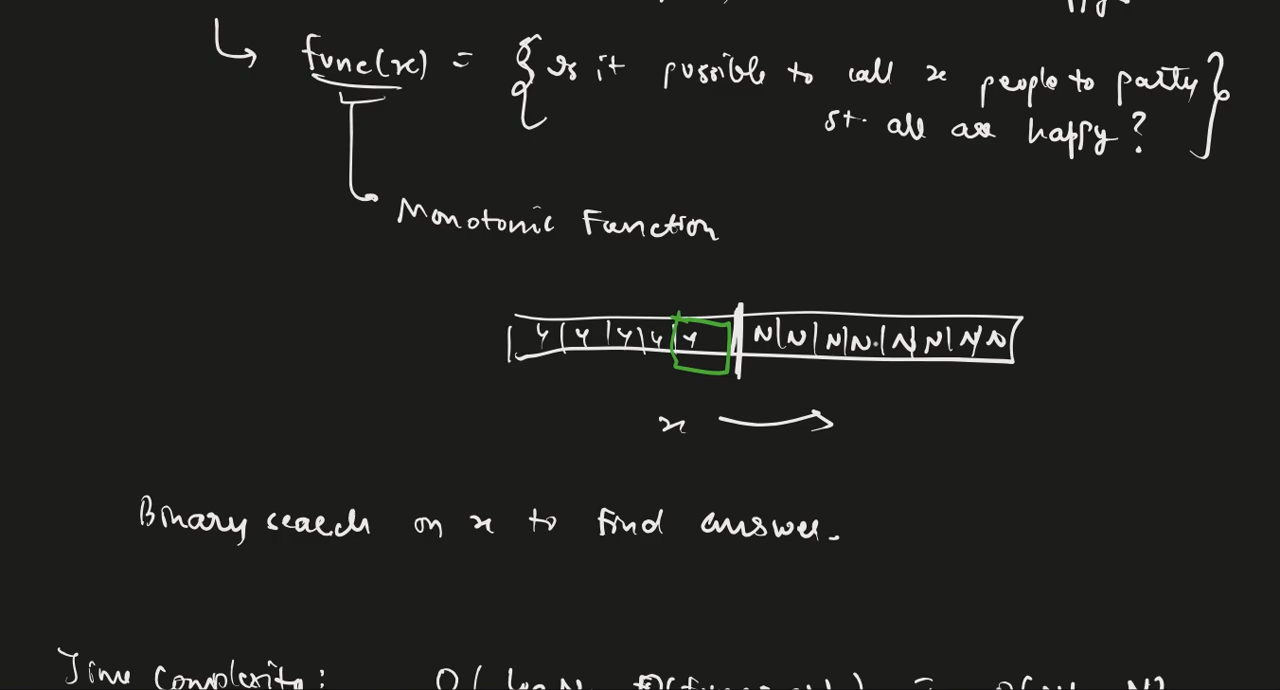 func(x) = { Is it possible to call x people to party
s.t. all are happy? }
Monotonic Function
Y | Y | Y | Y | Y | N | N | N | N | N | N | N | N
x
Binary search on x to find answer.
Time Complexity: